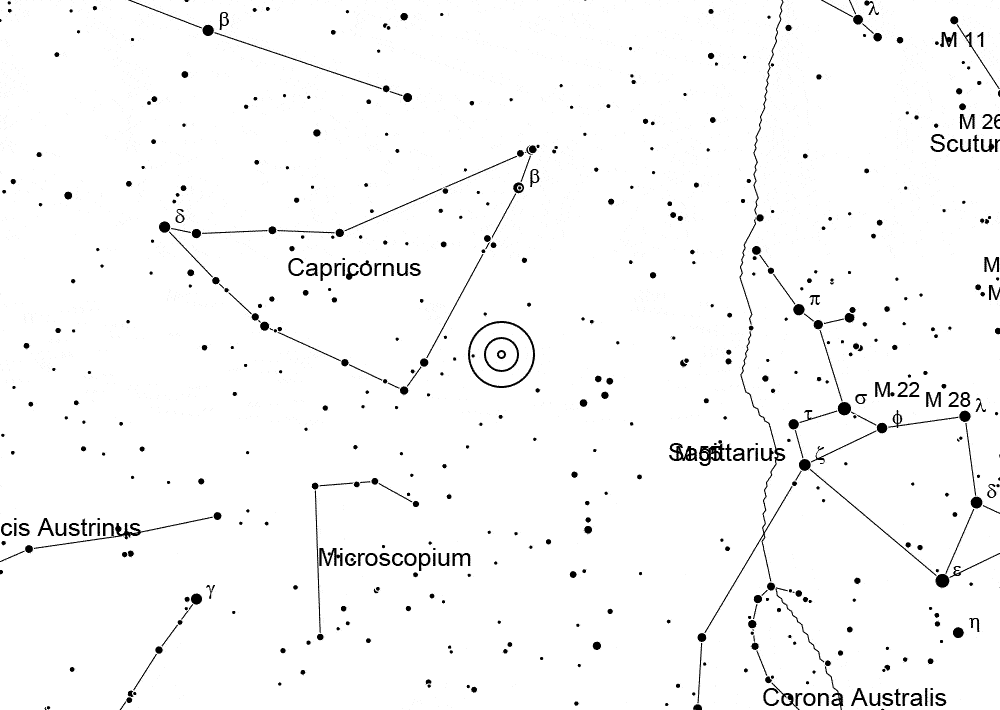 β
λ
M 11
M 26
Scutum
β
δ
Capricornus
M
M
π
σ
M 22
M 28
λ
τ
φ
Sagittarius
M 55
ζ
δ
cis Austrinus
Microscopium
ε
γ
η
Corona Australis